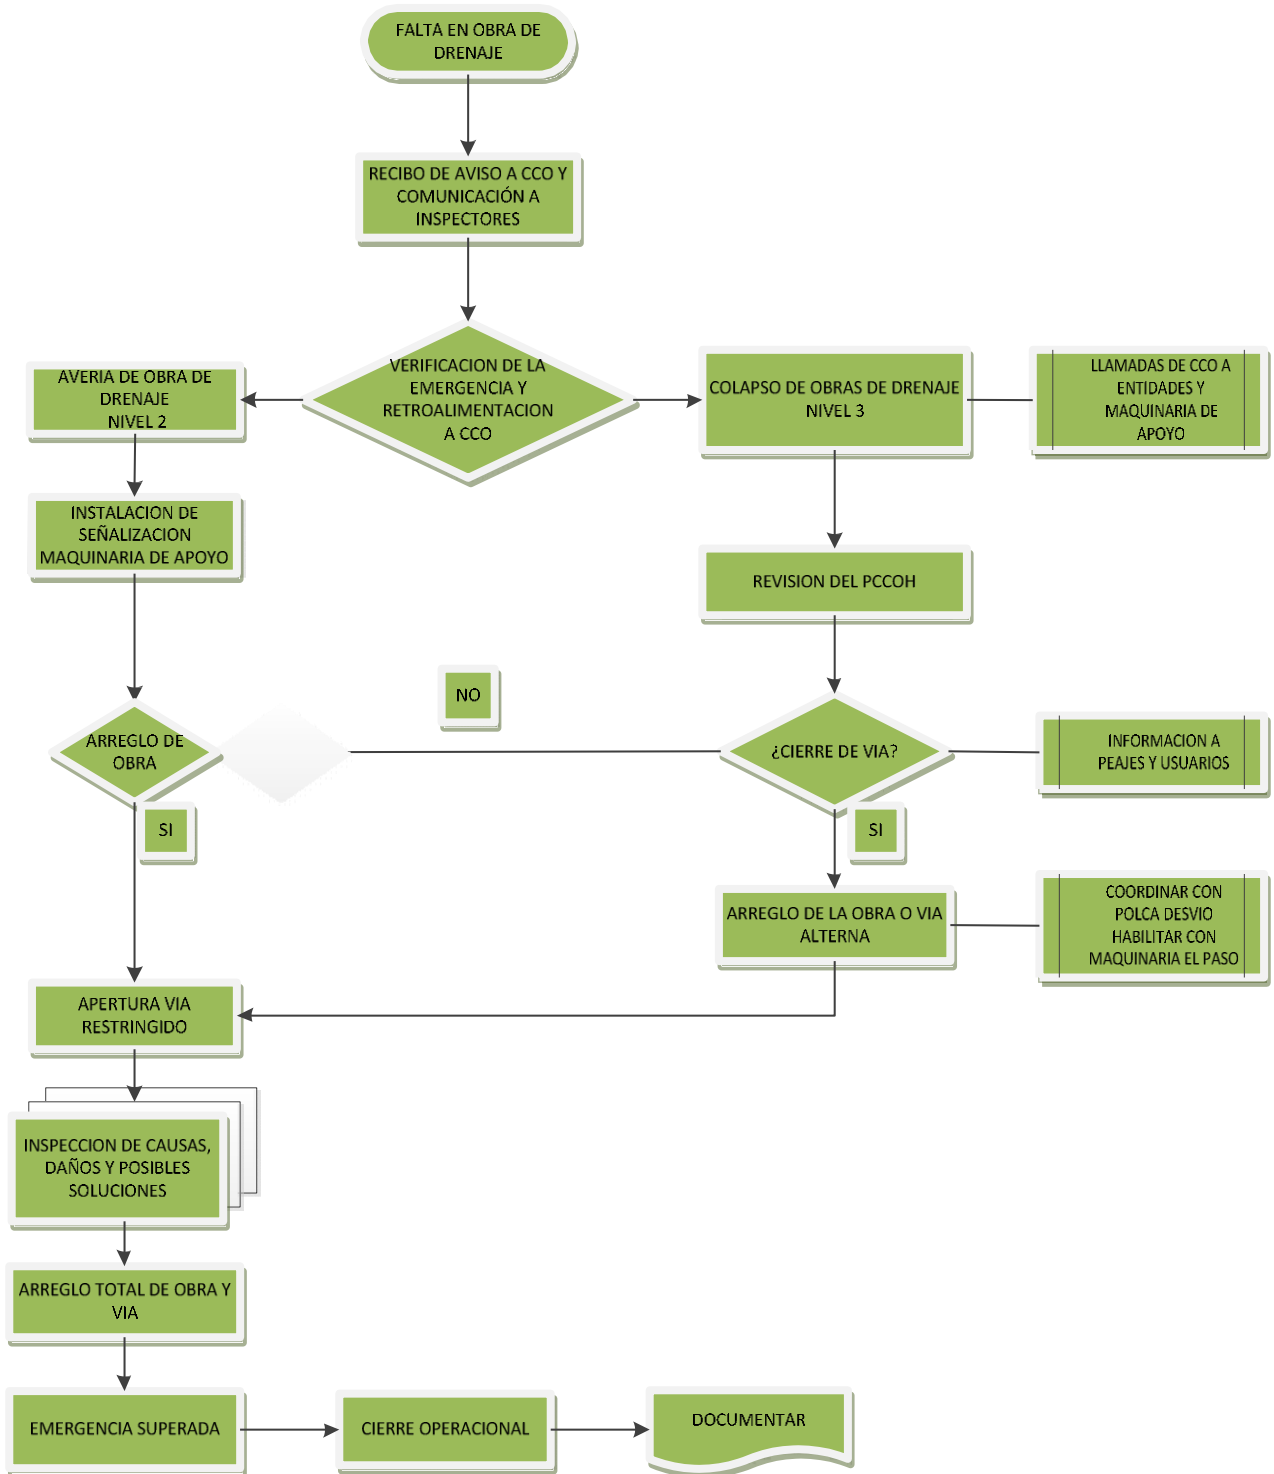 FALTA EN OBRA DE
DRENAJE
RECIBO DE AVISO A CCO Y
COMUNICACIÓN A
INSPECTORES
VERIFICACION DE LA
EMERGENCIA Y
RETROALIMENTACION
A CCO
AVERIA DE OBRA DE
DRENAJE
NIVEL 2
COLAPSO DE OBRAS DE DRENAJE
NIVEL 3
LLAMADAS DE CCO A
ENTIDADES Y
MAQUINARIA DE
APOYO
INSTALACION DE
SEÑALIZACION
MAQUINARIA DE APOYO
REVISION DEL PCCOH
NO
ARREGLO DE
OBRA
¿CIERRE DE VIA?
INFORMACION A
PEAJES Y USUARIOS
SI
SI
ARREGLO DE LA OBRA O VIA
ALTERNA
COORDINAR CON
POLCA DESVIO
HABILITAR CON
MAQUINARIA EL PASO
APERTURA VIA
RESTRINGIDO
INSPECCION DE CAUSAS,
DAÑOS Y POSIBLES
SOLUCIONES
ARREGLO TOTAL DE OBRA Y
VIA
EMERGENCIA SUPERADA
CIERRE OPERACIONAL
DOCUMENTAR